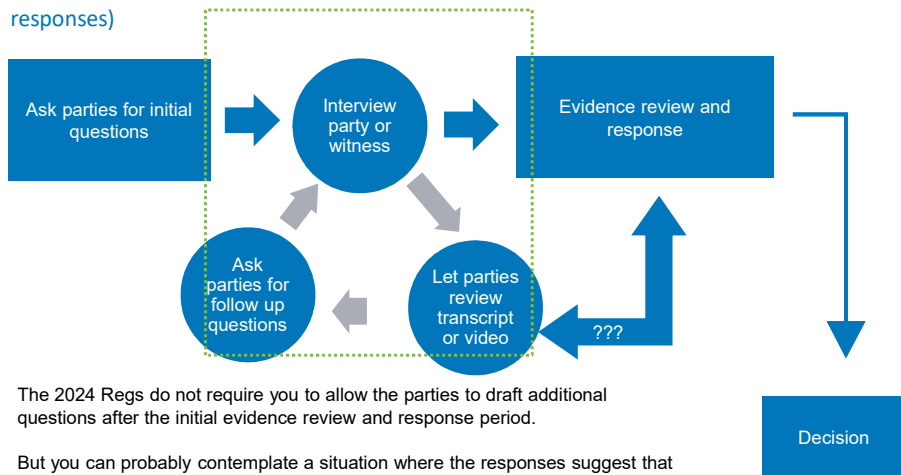 responses)
Ask parties for initial
questions
Interview
party or
witness
Evidence review and
response
Ask
parties for
follow up
questions
Let parties
review
transcript
or video
???
The 2024 Regs do not require you to allow the parties to draft additional
questions after the initial evidence review and response period.
Decision
But you can probably contemplate a situation where the responses suggest that